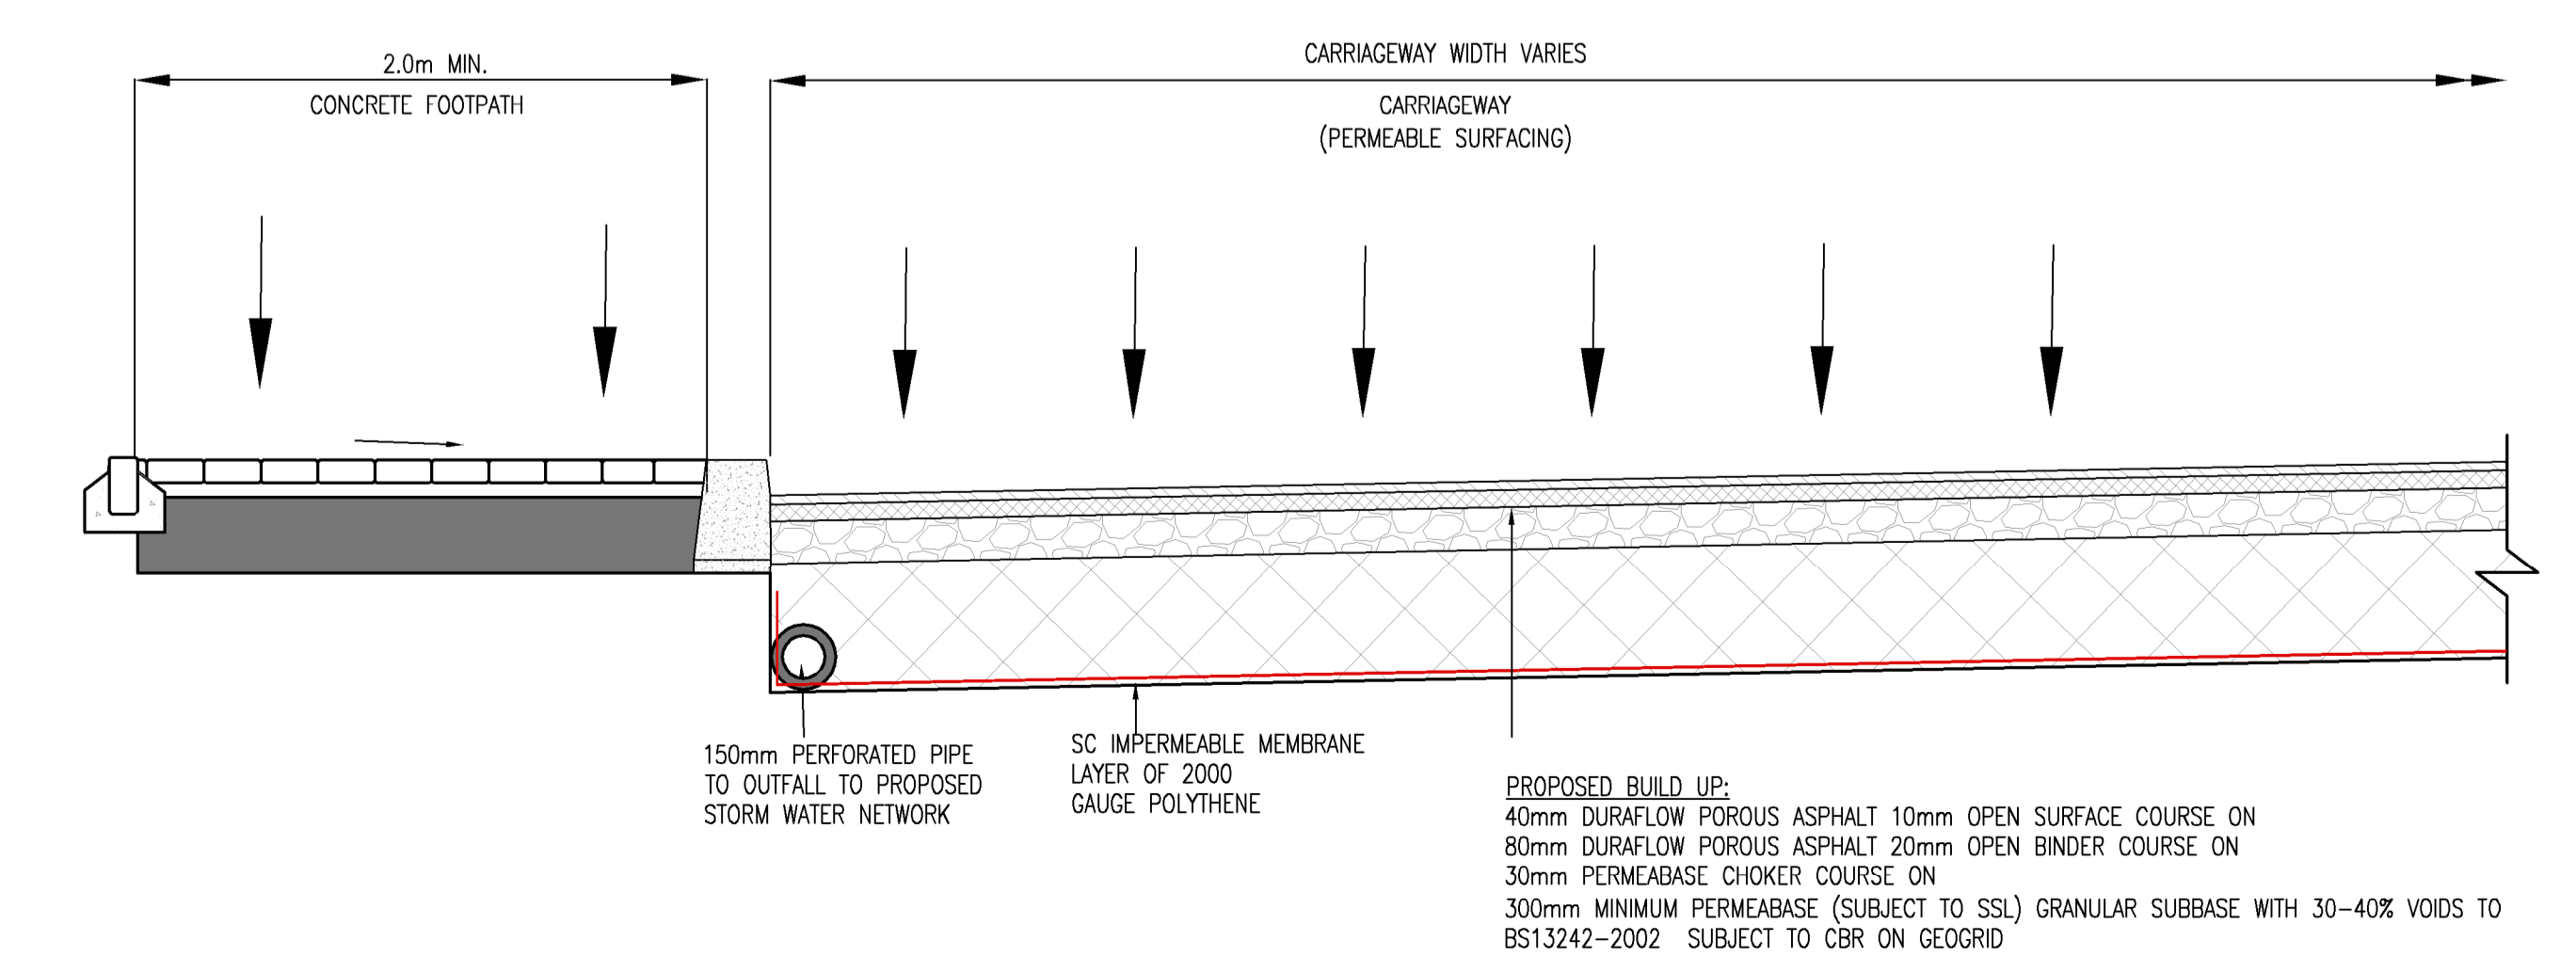 2.0m MIN.
CONCRETE FOOTPATH
CARRIAGEWAY WIDTH VARIES
CARRIAGEWAY
(PERMEABLE SURFACING)
150mm PERFORATED PIPE
TO OUTFALL TO PROPOSED
STORM WATER NETWORK
SC IMPERMEABLE MEMBRANE
LAYER OF 2000
GAUGE POLYTHENE
PROPOSED BUILD UP:
40mm DURAFLOW POROUS ASPHALT 10mm OPEN SURFACE COURSE ON
80mm DURAFLOW POROUS ASPHALT 20mm OPEN BINDER COURSE ON
30mm PERMEABASE CHOKER COURSE ON
300mm MINIMUM PERMEABASE (SUBJECT TO SSL) GRANULAR SUBBASE WITH 30-40% VOIDS TO
BS13242-2002 SUBJECT TO CBR ON GEOGRID